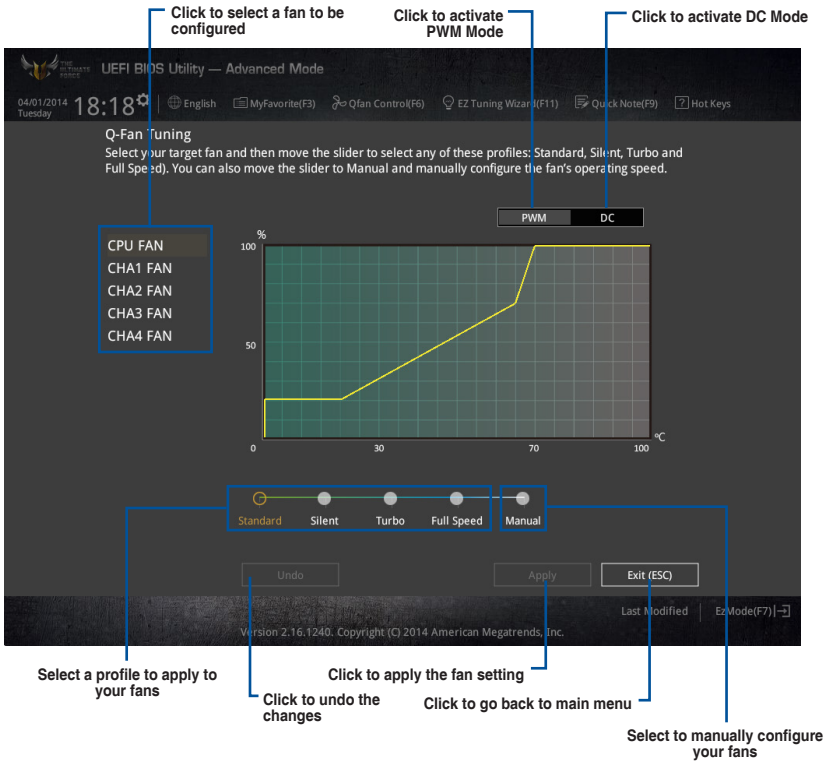 Click to select a fan to be
configured
Click to activate
PWM Mode
Click to activate DC Mode
THE
ULTIMATE
FORCE
UEFI BIOS Utility — Advanced Mode
04/01/2014
Tuesday
18:18
English
MyFavorite(F3)
Qfan Control(F6)
EZ Tuning Wizard(F11)
Quick Note(F9)
? Hot Keys
Q-Fan Tuning
Select your target fan and then move the slider to select any of these profiles: Standard, Silent, Turbo and
Full Speed). You can also move the slider to Manual and manually configure the fan's operating speed.
PWM
DC
CPU FAN
CHA1 FAN
CHA2 FAN
CHA3 FAN
CHA4 FAN
%
100
50
0
30
70
100
ºC
Standard
Silent
Turbo
Full Speed
Manual
Undo
Apply
Exit (ESC)
Last Modified
EzMode(F7)
Version 2.16.1240. Copyright (C) 2014 American Megatrends, Inc.
Select a profile to apply to
your fans
Click to undo the
changes
Click to apply the fan setting
Click to go back to main menu
Select to manually configure
your fans